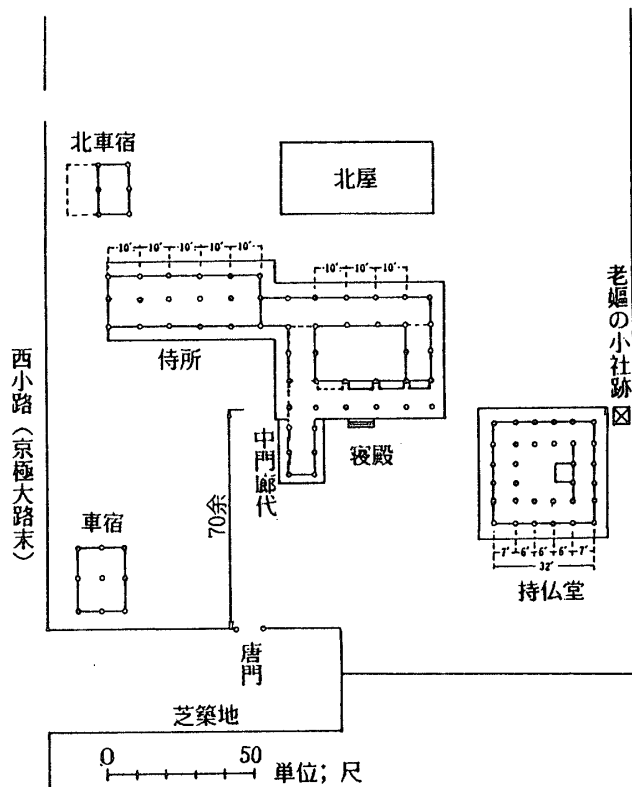 北車宿
北屋
10' 10' 10' 10' 10'
10' 10' 10'
侍所
老嫗の小社跡
西小路（京極大路末）
中門廊代
寝殿
70余
車宿
7' 6' 6' 6' 7'
32'
持仏堂
唐門
芝築地
0 50 単位；尺